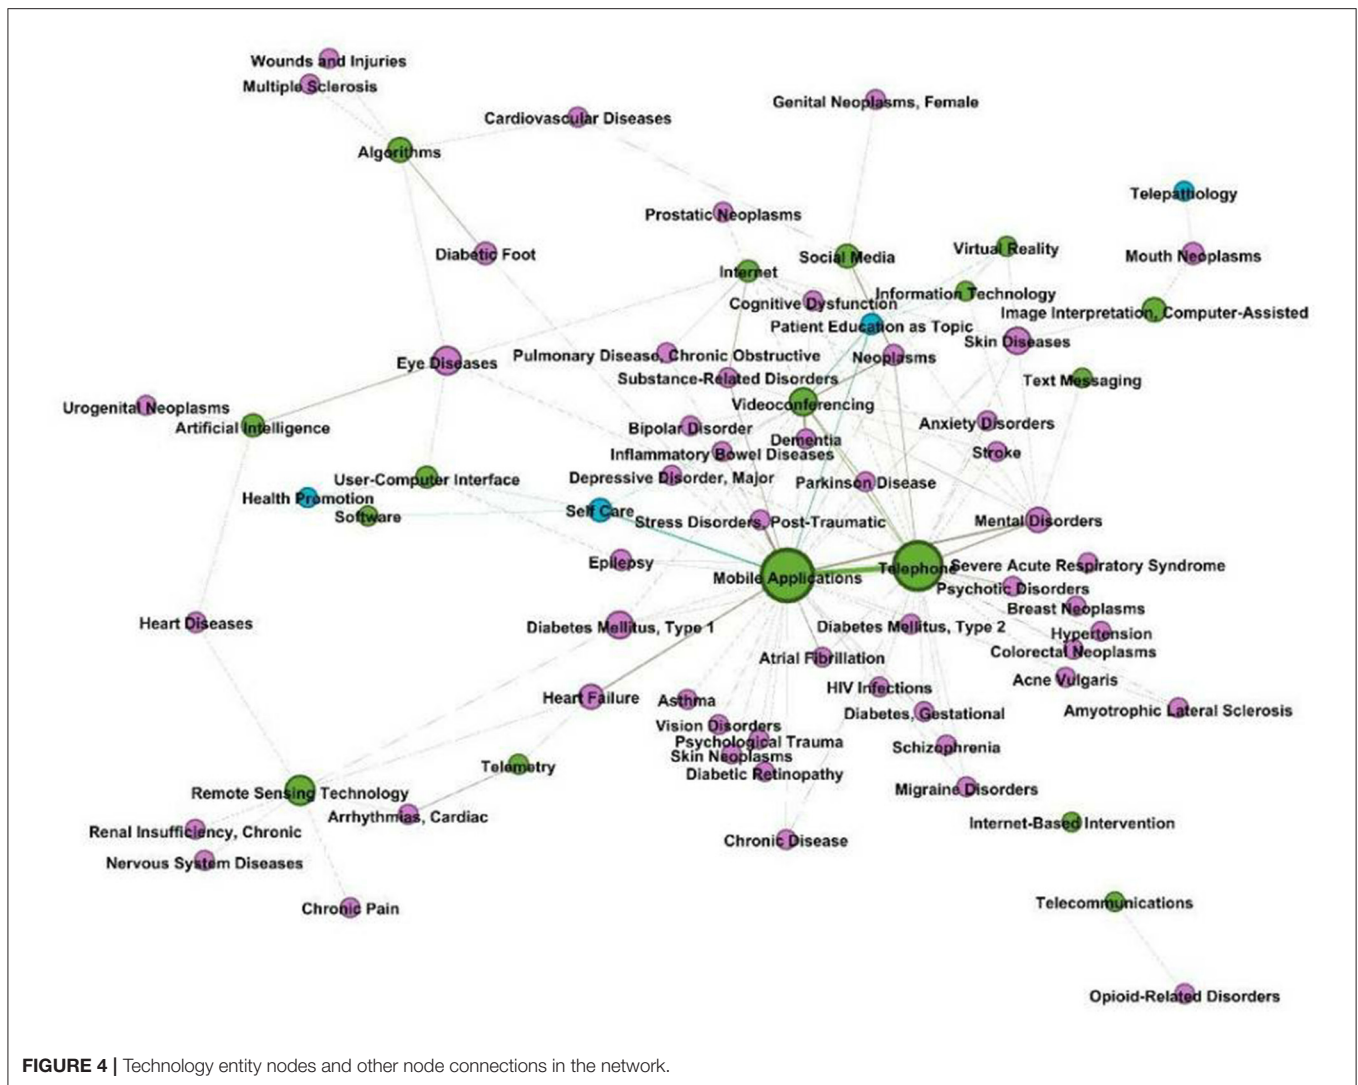 Wounds and Injuries
Multiple Sclerosis
Genital Neoplasms, Female
Cardiovascular Diseases
Algorithms
Telepathology
Prostatic Neoplasms
Diabetic Foot
Social Media
Virtual Reality
Mouth Neoplasms
Internet
Information Technology
Cognitive Dysfunction
Image Interpretation, Computer-Assisted
Patient Education as Topic
Skin Diseases
Eye Diseases
Pulmonary Disease, Chronic Obstructive
Neoplasms
Substance-Related Disorders
Text Messaging
Urogenital Neoplasms
Videoconferencing
Artificial Intelligence
Bipolar Disorder
Anxiety Disorders
Dementia
Inflammatory Bowel Diseases
Stroke
User-Computer Interface
Depressive Disorder, Major
Parkinson Disease
Health Promotion
Software
Self Care
Stress Disorders, Post-Traumatic
Mental Disorders
Epilepsy
Mobile Applications
Telephone
Severe Acute Respiratory Syndrome
Psychotic Disorders
Breast Neoplasms
Heart Diseases
Diabetes Mellitus, Type 1
Diabetes Mellitus, Type 2
Hypertension
Colorectal Neoplasms
Atrial Fibrillation
Acne Vulgaris
Heart Failure
Asthma
HIV Infections
Diabetes, Gestational
Amyotrophic Lateral Sclerosis
Vision Disorders
Psychological Trauma
Schizophrenia
Skin Neoplasms
Telemetry
Diabetic Retinopathy
Remote Sensing Technology
Migraine Disorders
Arrhythmias, Cardiac
Internet-Based Intervention
Renal Insufficiency, Chronic
Chronic Disease
Nervous System Diseases
Telecommunications
Chronic Pain
Opioid-Related Disorders
FIGURE 4 | Technology entity nodes and other node connections in the network.